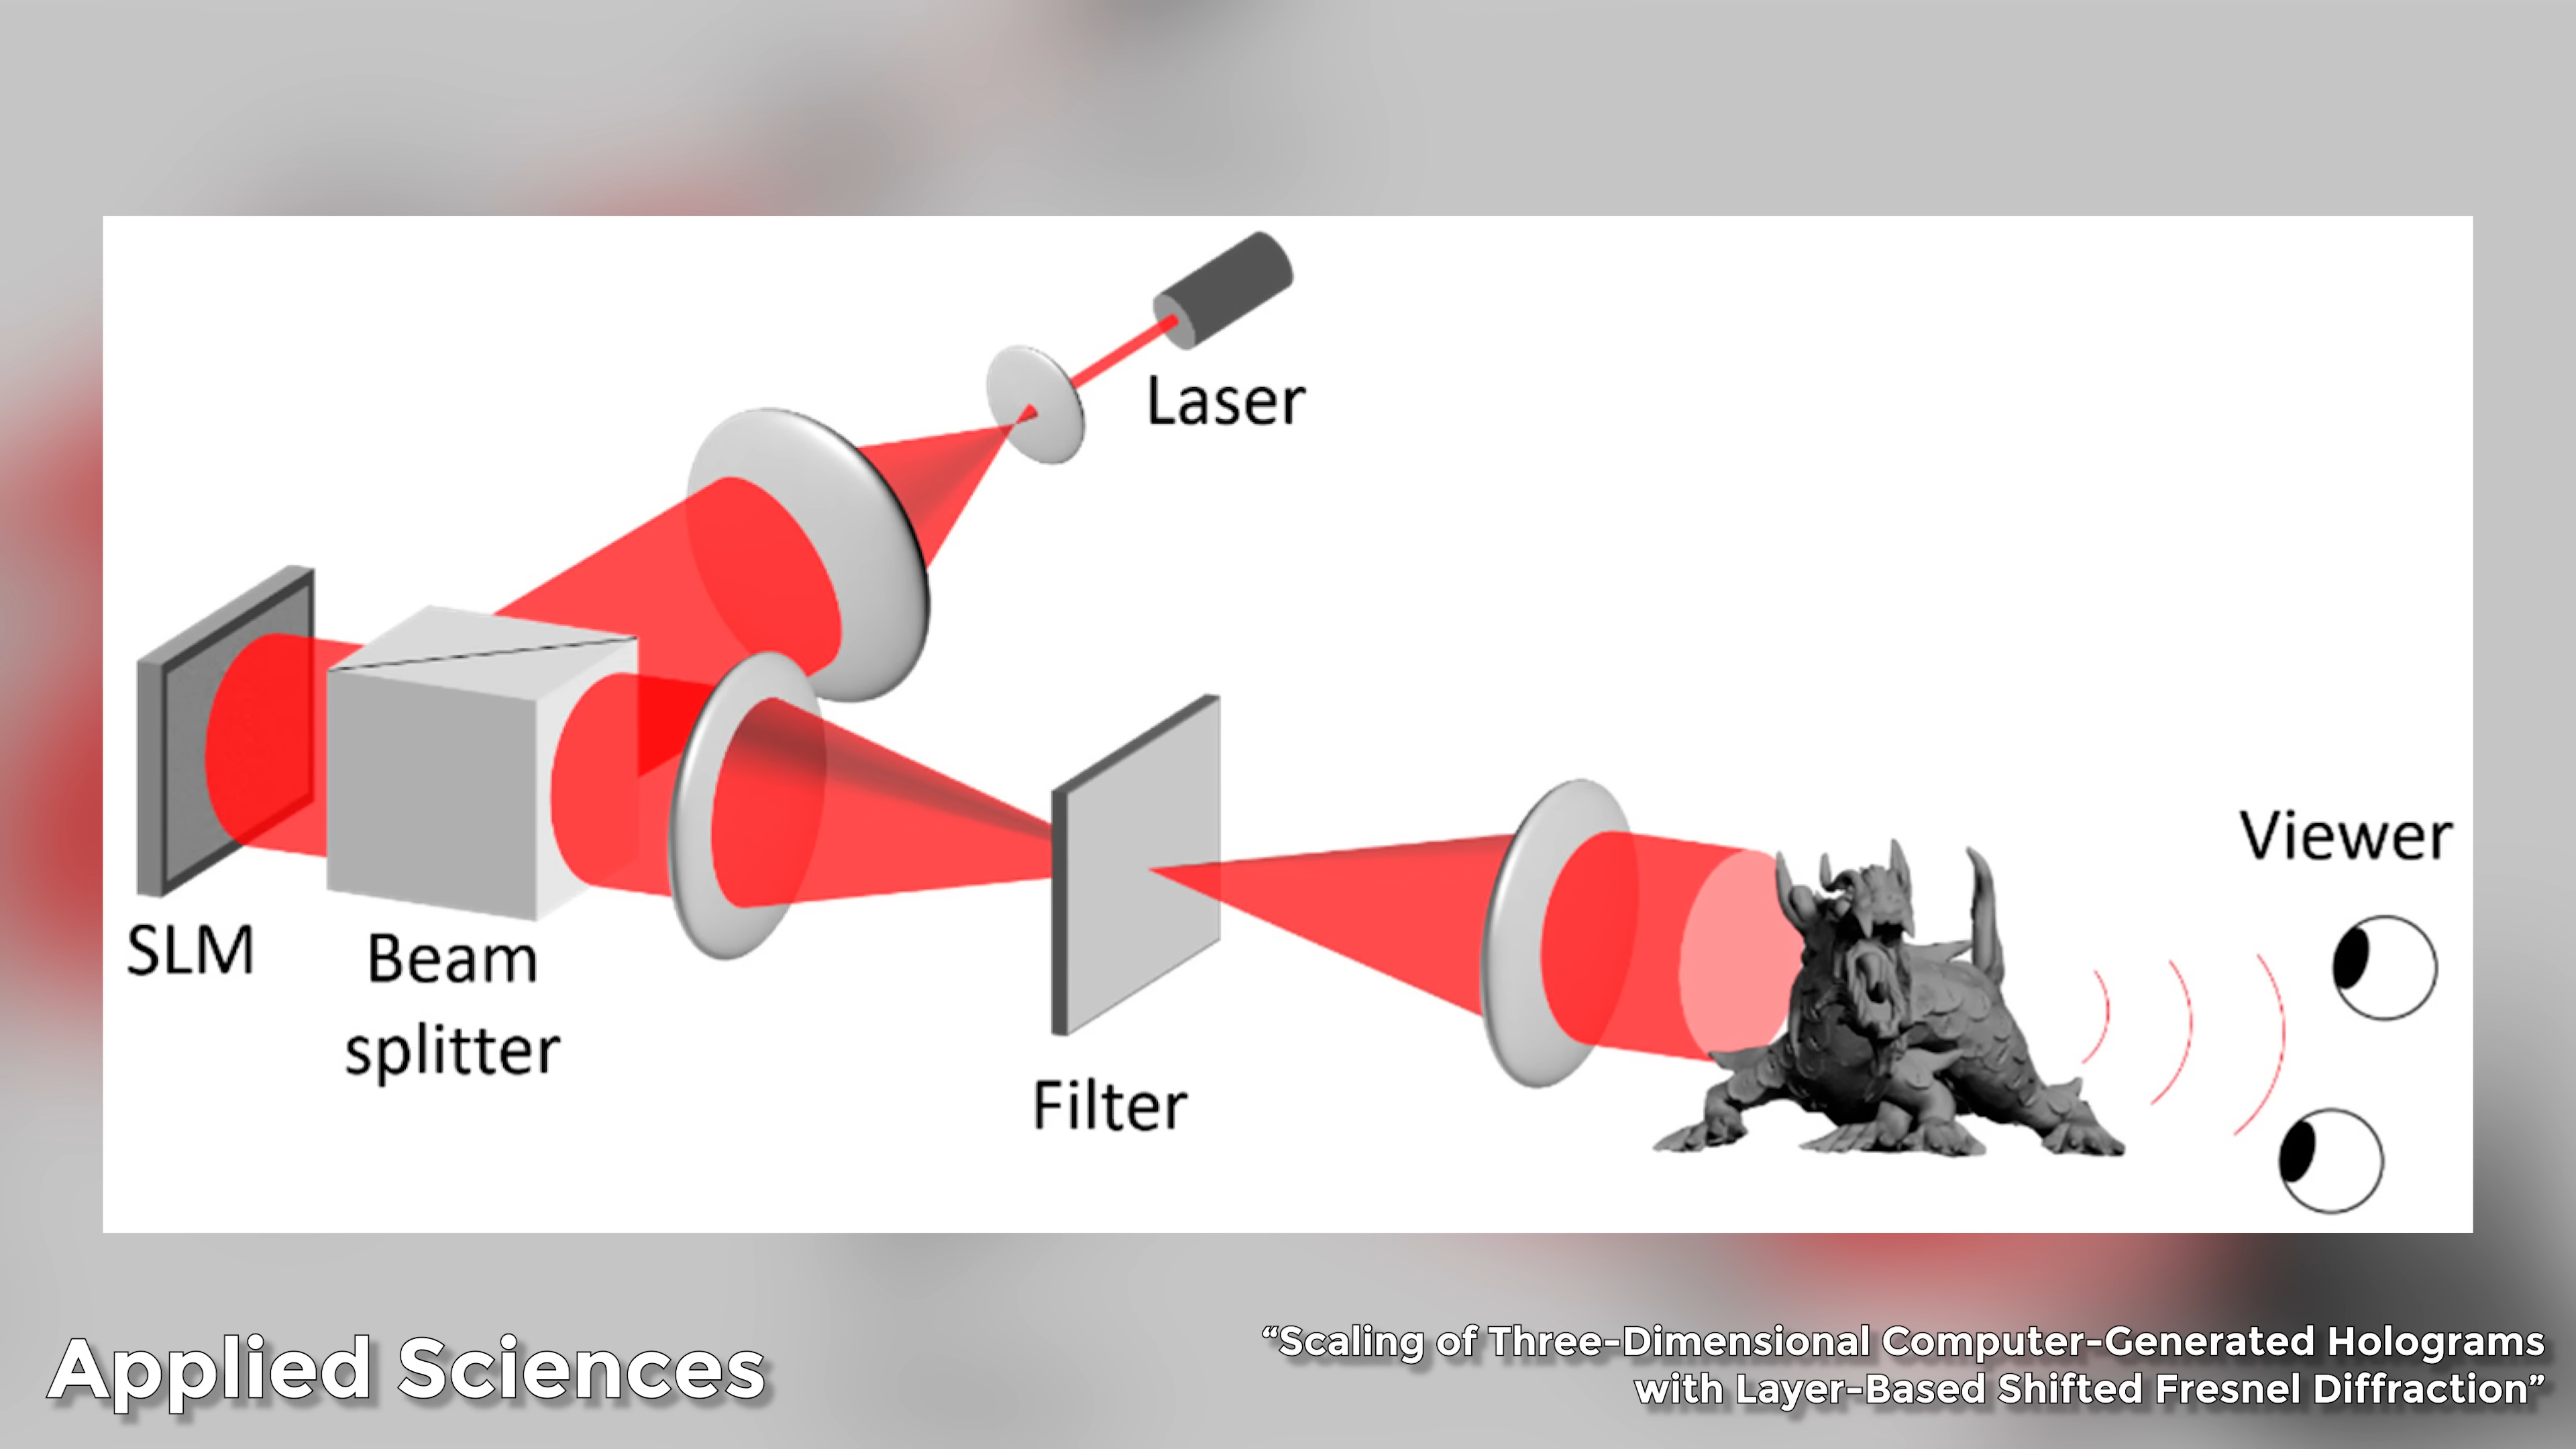 Laser
SLM
Beam
splitter
Filter
Viewer
Applied Sciences
“Scaling of Three-Dimensional Computer-Generated Holograms
with Layer-Based Shifted Fresnel Diffraction”